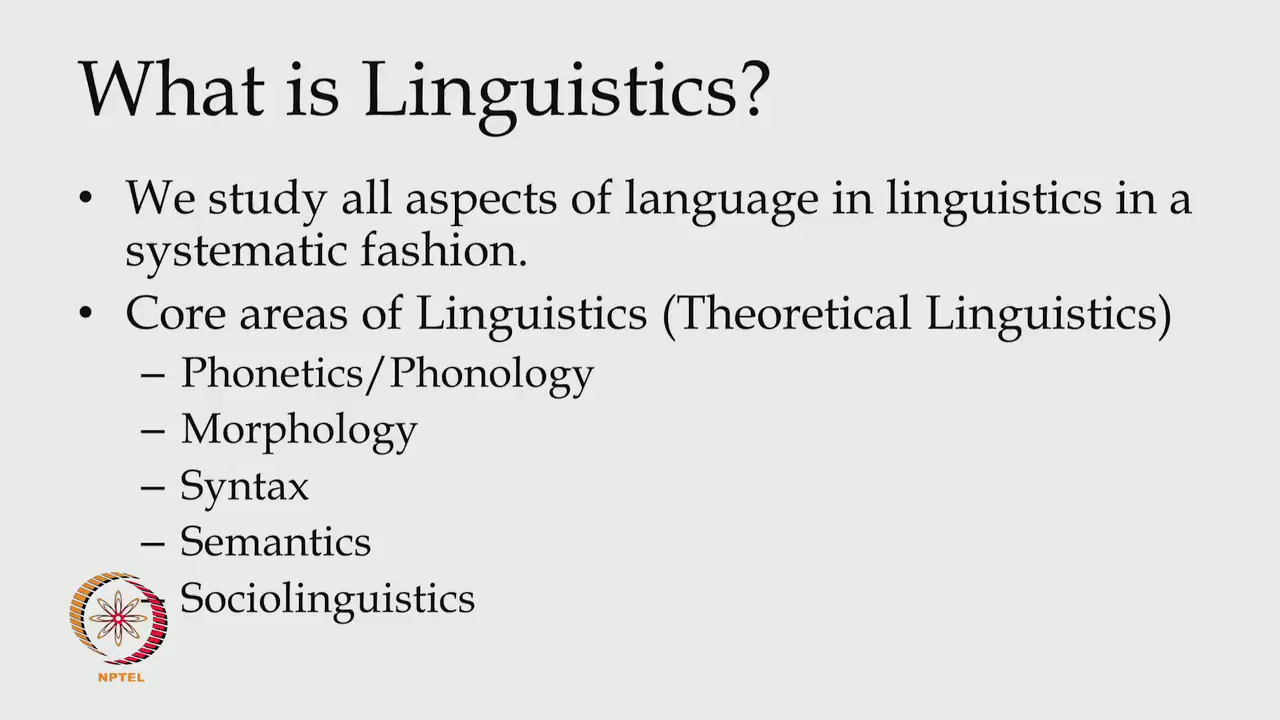 What is Linguistics?
• We study all aspects of language in linguistics in a
systematic fashion.
• Core areas of Linguistics (Theoretical Linguistics)
– Phonetics/Phonology
– Morphology
– Syntax
– Semantics
– Sociolinguistics
NPTEL